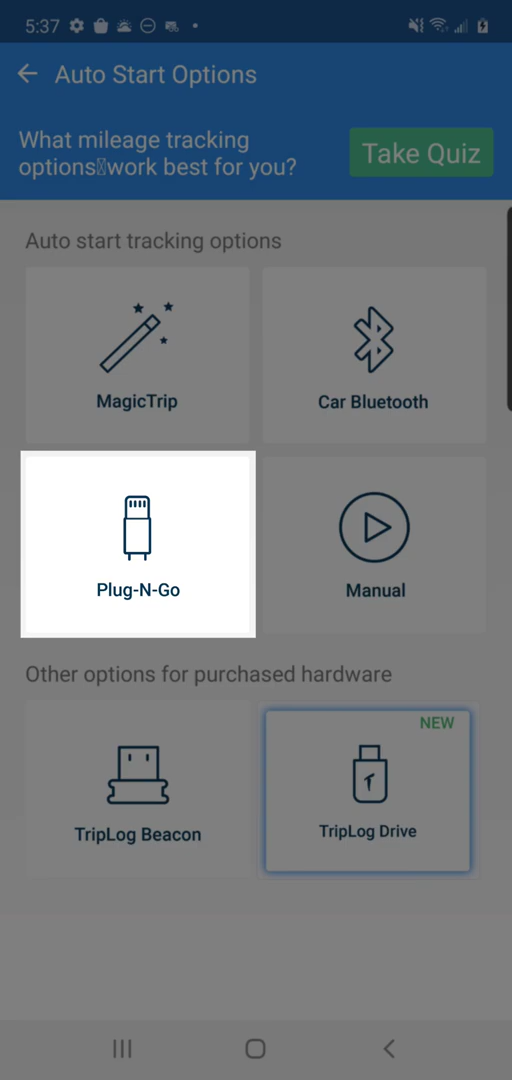 5:37
Auto Start Options
What mileage tracking
options▯work best for you?
Take Quiz
Auto start tracking options
MagicTrip
Car Bluetooth
Plug-N-Go
Manual
Other options for purchased hardware
TripLog Beacon
NEW
TripLog Drive